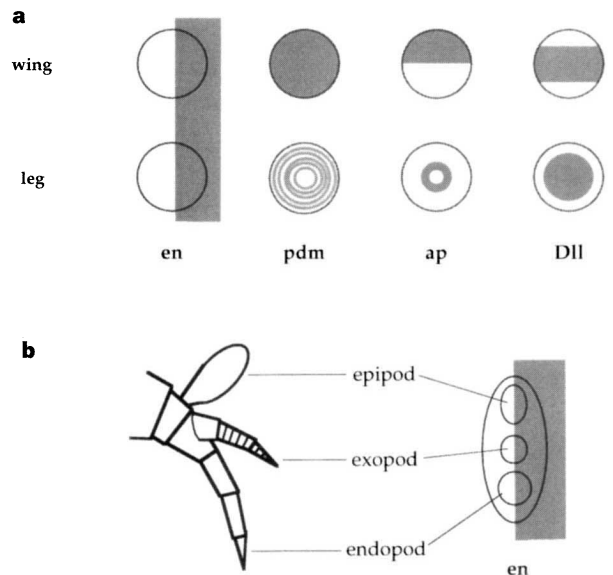 a
wing
leg
en pdm ap Dll
b
epipod
exopod
endopod
en